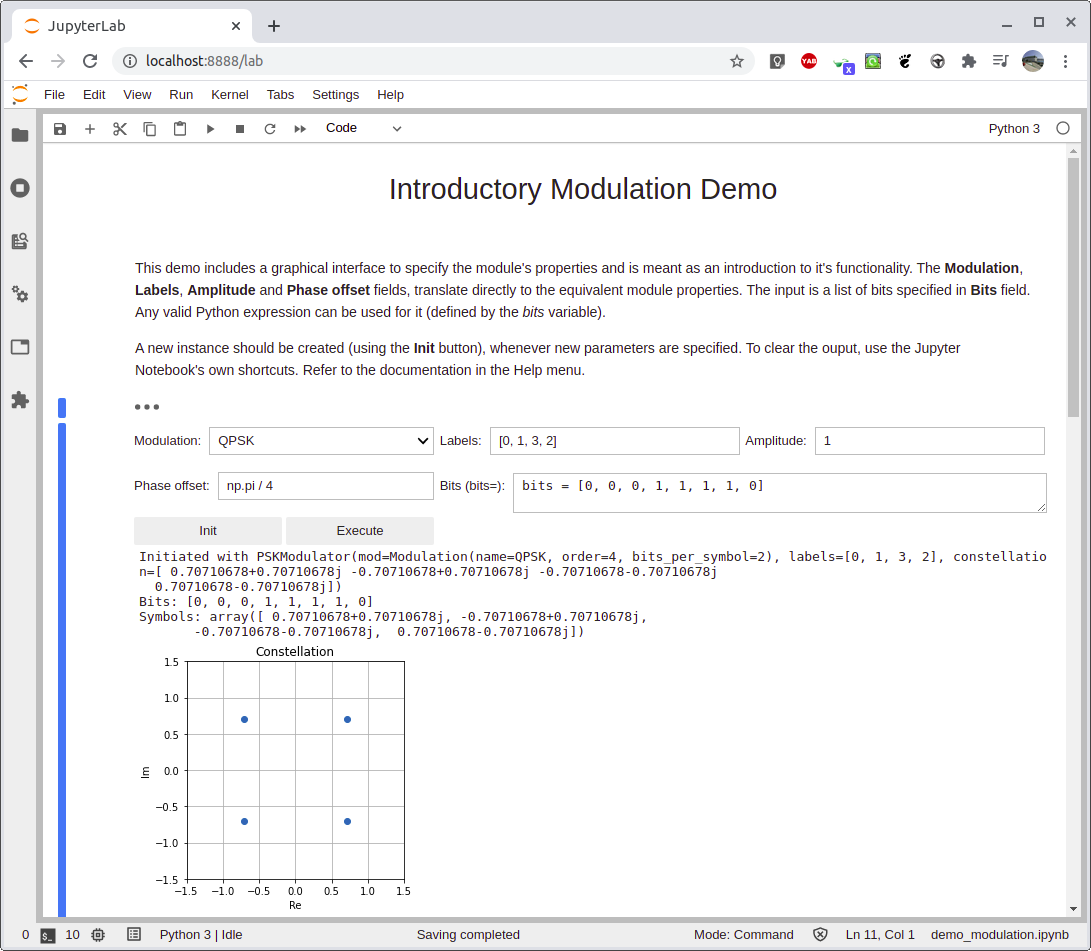 JupyterLab
localhost:8888/lab
YAB
x
File Edit View Run Kernel Tabs Settings Help
Code
Python 3
Introductory Modulation Demo
This demo includes a graphical interface to specify the module's properties and is meant as an introduction to it's functionality. The Modulation,
Labels, Amplitude and Phase offset fields, translate directly to the equivalent module properties. The input is a list of bits specified in Bits field.
Any valid Python expression can be used for it (defined by the bits variable).
A new instance should be created (using the Init button), whenever new parameters are specified. To clear the ouput, use the Jupyter
Notebook's own shortcuts. Refer to the documentation in the Help menu.
Modulation: QPSK Labels: [0, 1, 3, 2] Amplitude: 1
Phase offset: np.pi / 4 Bits (bits=): bits = [0, 0, 0, 1, 1, 1, 1, 0]
Init Execute
Initiated with PSKModulator(mod=Modulation(name=QPSK, order=4, bits_per_symbol=2), labels=[0, 1, 3, 2], constellatio
n=[ 0.70710678+0.70710678j -0.70710678+0.70710678j -0.70710678-0.70710678j
0.70710678-0.70710678j])
Bits: [0, 0, 0, 1, 1, 1, 1, 0]
Symbols: array([ 0.70710678+0.70710678j, -0.70710678+0.70710678j,
-0.70710678-0.70710678j,  0.70710678-0.70710678j])
Constellation
1.5
1.0
0.5
0.0
−0.5
−1.0
−1.5
Im
−1.5 −1.0 −0.5 0.0 0.5 1.0 1.5
Re
0 $_ 10 Python 3 | Idle Saving completed Mode: Command Ln 11, Col 1 demo_modulation.ipynb